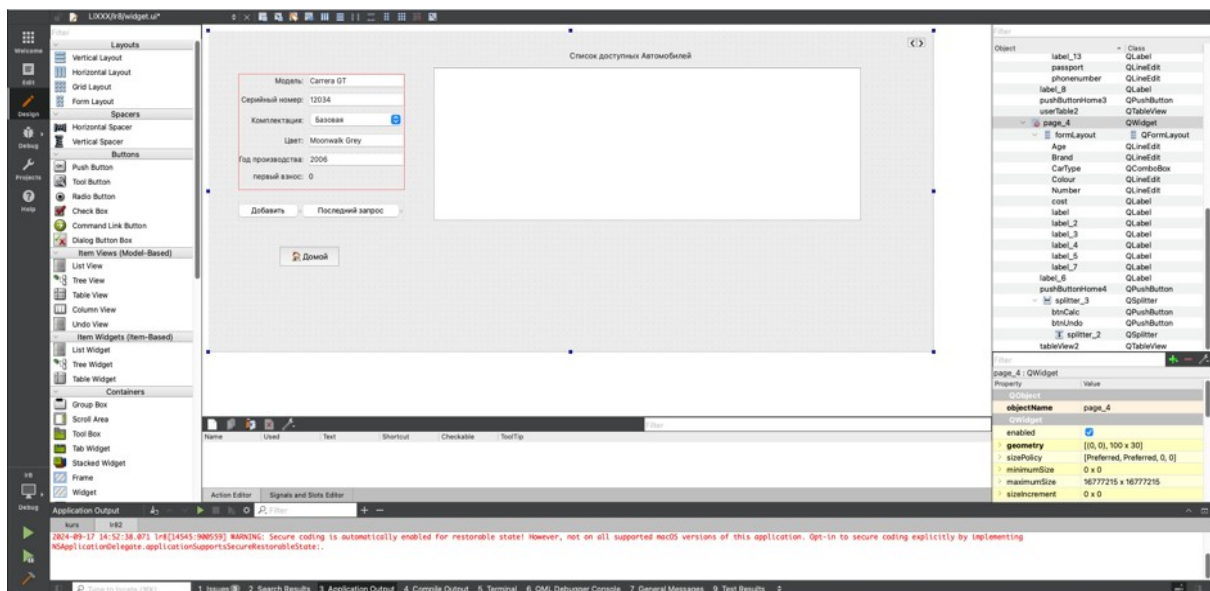 LIXXX/lr8/widget.ui*
Filter
Welcome
Edit
Design
Debug
Projects
Help
Layouts
Vertical Layout
Horizontal Layout
Grid Layout
Form Layout
Spacers
Horizontal Spacer
Vertical Spacer
Buttons
Push Button
Tool Button
Radio Button
Check Box
Command Link Button
Dialog Button Box
Item Views (Model-Based)
List View
Tree View
Table View
Column View
Undo View
Item Widgets (Item-Based)
List Widget
Tree Widget
Table Widget
Containers
Group Box
Scroll Area
Tool Box
Tab Widget
Stacked Widget
Frame
Widget
Список доступных Автомобилей
Модель: Carrera GT
Серийный номер: 12034
Комплектация: Базовая
Цвет: Moonwalk Grey
Год производства: 2006
первый взнос: 0
Добавить Последний запрос
Домой
Filter
Name Used Text Shortcut Checkable ToolTip
Action Editor Signals and Slots Editor
Filter
Object Class
label_13 QLabel
passport QLineEdit
phonenumber QLineEdit
label_8 QLabel
pushButtonHome3 QPushButton
userTable2 QTableView
page_4 QWidget
formLayout QFormLayout
Age QLineEdit
Brand QLineEdit
CarType QComboBox
Colour QLineEdit
Number QLineEdit
cost QLabel
label QLabel
label_2 QLabel
label_3 QLabel
label_4 QLabel
label_5 QLabel
label_7 QLabel
label_6 QLabel
pushButtonHome4 QPushButton
splitter_3 QSplitter
btnCalc QPushButton
btnUndo QPushButton
splitter_2 QSplitter
tableView2 QTableView
Filter
page_4 : QWidget
Property Value
QObject
objectName page_4
QWidget
enabled
geometry [(0, 0), 100 x 30]
sizePolicy [Preferred, Preferred, 0, 0]
minimumSize 0 x 0
maximumSize 16777215 x 16777215
sizeIncrement 0 x 0
lr8
Debug
Application Output Filter
kurs lr82
2024-09-17 14:52:38.071 lr8[14545:900559] WARNING: Secure coding is automatically enabled for restorable state! However, not on all supported macOS versions of this application. Opt-in to secure coding explicitly by implementing
NSApplicationDelegate.applicationSupportsSecureRestorableState:.
Type to locate (⌘K) 1 Issues 3 2 Search Results 3 Application Output 4 Compile Output 5 Terminal 6 QML Debugger Console 7 General Messages 9 Test Results